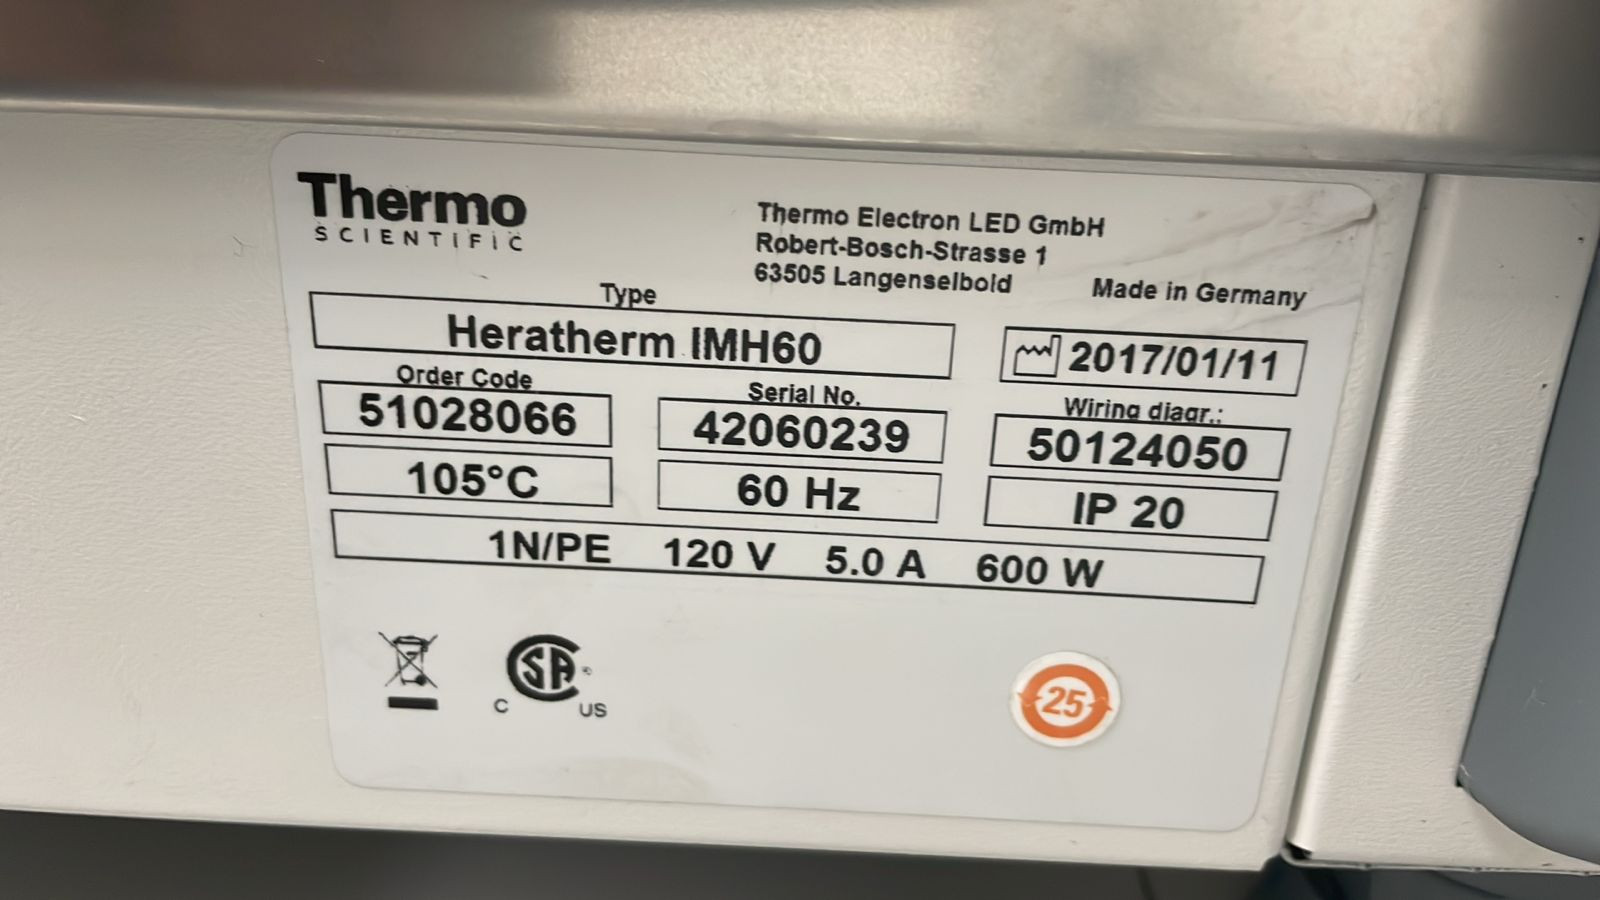 Thermo
SCIENTIFIC
Thermo Electron LED GmbH
Robert-Bosch-Strasse 1
63505 Langenselbold
Made in Germany
Type
Heratherm IMH60
2017/01/11
Order Code
Serial No.
Wiring diagr.:
51028066
42060239
50124050
105°C
60 Hz
IP 20
1N/PE 120 V 5.0 A 600 W
CSA®
C US
25